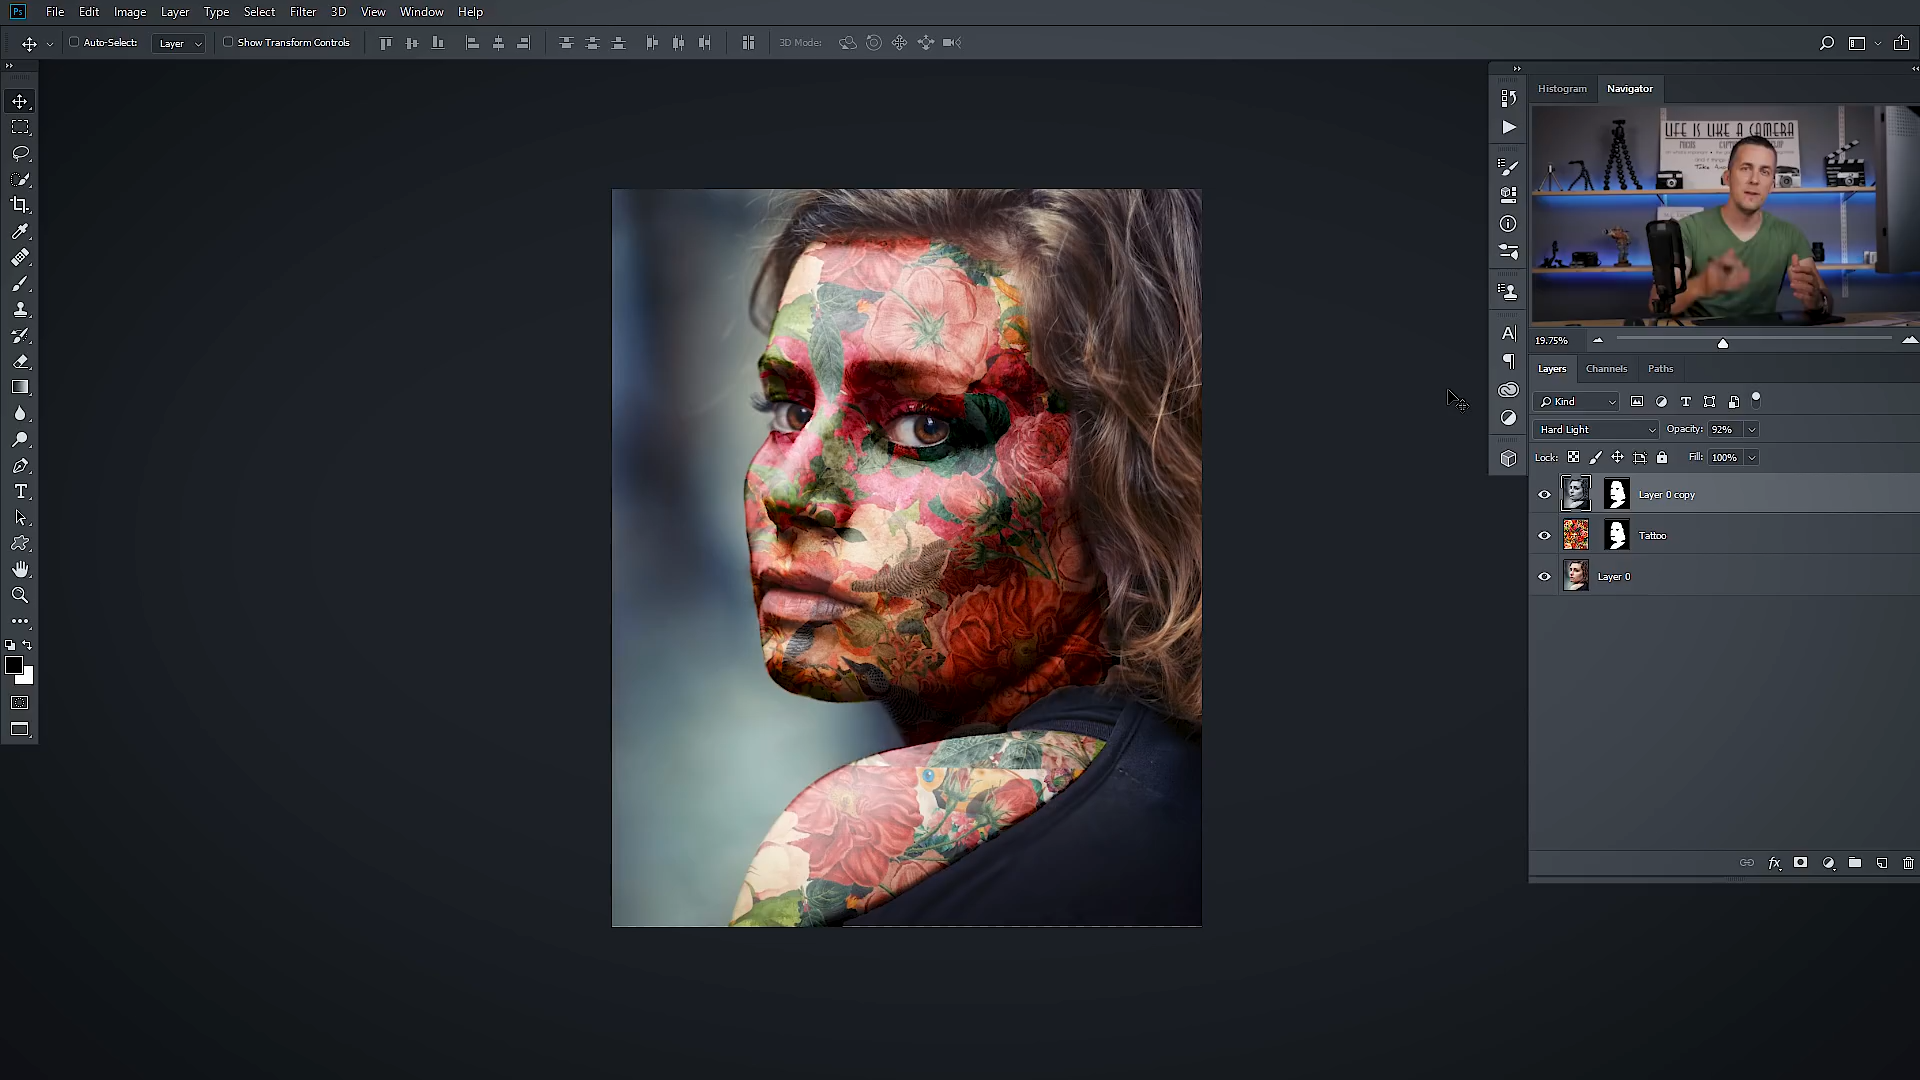 Ps File Edit Image Layer Type Select Filter 3D View Window Help
Auto-Select: Layer Show Transform Controls 3D Mode:
Histogram Navigator
LIFE IS LIKE A CAMERA
19.75%
Layers Channels Paths
Kind
Hard Light Opacity: 92%
Lock: Fill: 100%
Layer 0 copy
Tattoo
Layer 0